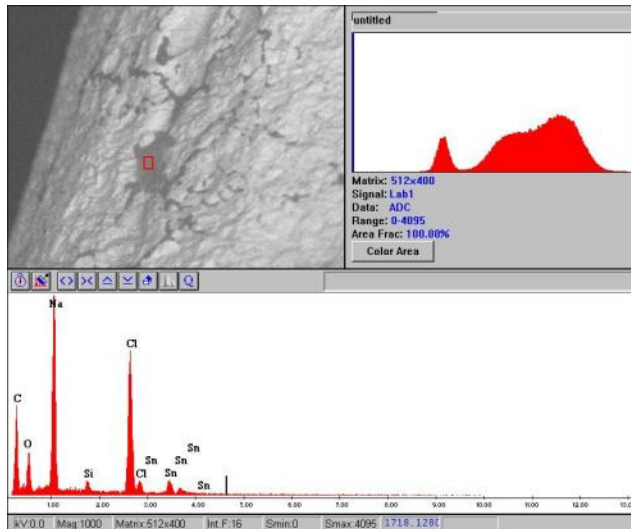 untitled
Matrix: 512x400
Signal: Lab1
Data: ADC
Range: 0-4095
Area Frac: 100.00%
Color Area
Na
Cl
C
O
Sn
Sn
Sn
Si
Cl
Sn
Sn
1.00 2.00 3.00 4.00 5.00 6.00 7.00 8.00 9.00 10.00 11.00 12.00 13.0
kV:0.0 Mag:1000 Matrix:512x400 Int.F:16 Smin:0 Smax:4095